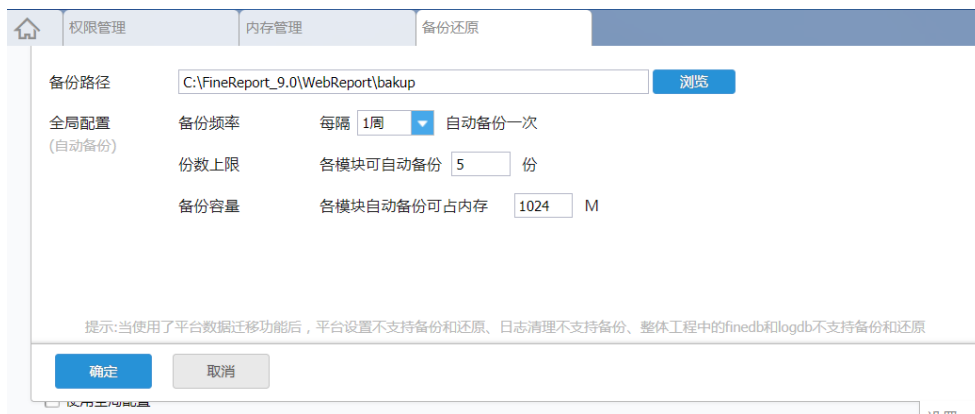 权限管理 内存管理 备份还原
备份路径 C:\FineReport_9.0\WebReport\bakup 浏览
全局配置 备份频率 每隔 1周 自动备份一次
(自动备份)
份数上限 各模块可自动备份 5 份
备份容量 各模块自动备份可占内存 1024 M
提示:当使用了平台数据迁移功能后，平台设置不支持备份和还原、日志清理不支持备份、整体工程中的finedb和logdb不支持备份和还原
确定 取消
使用全局配置